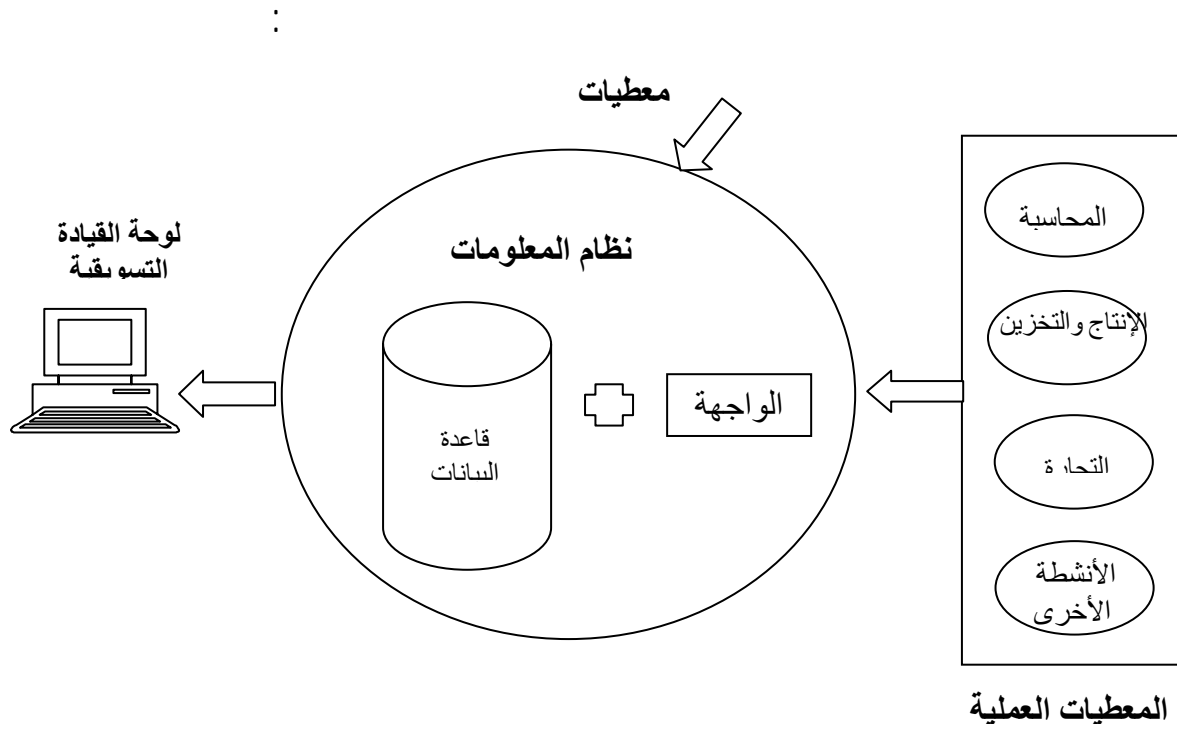 :
معطيات
لوحة القيادة
التسويقية
نظام المعلومات
قاعدة
البيانات
الواجهة
المحاسبة
الإنتاج والتخزين
التجارة
الأنشطة
الأخرى
المعطيات العملية